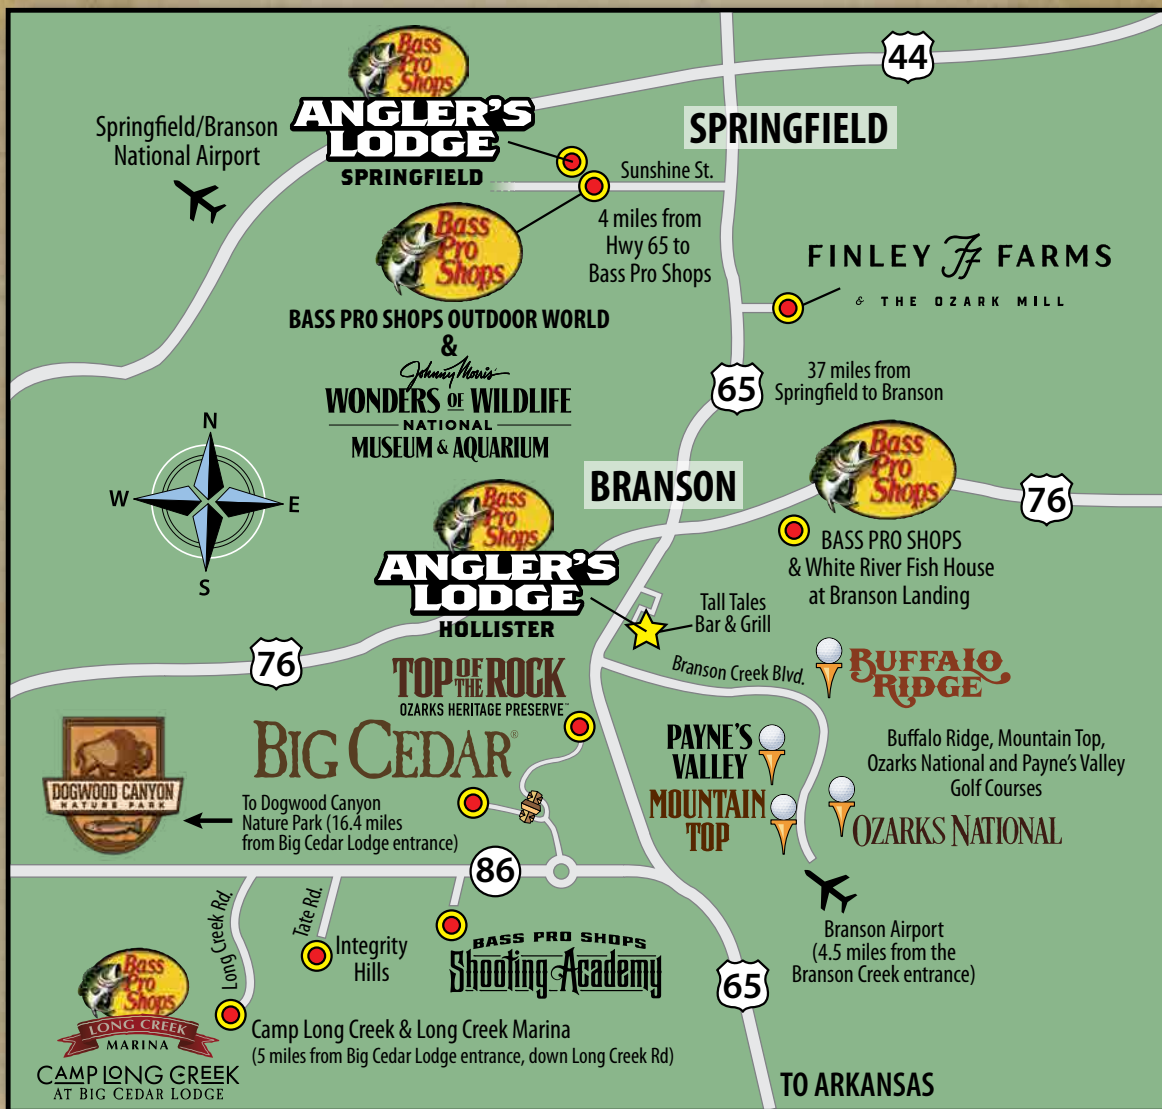 44
Bass
Pro
Shops
ANGLER'S
LODGE
SPRINGFIELD
Springfield/Branson
National Airport
SPRINGFIELD
Sunshine St.
4 miles from
Hwy 65 to
Bass Pro Shops
Bass
Pro
Shops
BASS PRO SHOPS OUTDOOR WORLD
&
Johnny Morris'
WONDERS OF WILDLIFE
NATIONAL
MUSEUM & AQUARIUM
FINLEY FF FARMS
& THE OZARK MILL
65
37 miles from
Springfield to Branson
N
W
E
S
BRANSON
Bass
Pro
Shops
76
BASS PRO SHOPS
& White River Fish House
at Branson Landing
Bass
Pro
Shops
ANGLER'S
LODGE
HOLLISTER
Tall Tales
Bar & Grill
76
Branson Creek Blvd.
BUFFALO
RIDGE
TOP OF THE ROCK
OZARKS HERITAGE PRESERVE™
BIG CEDAR®
PAYNE'S
VALLEY
MOUNTAIN
TOP
Buffalo Ridge, Mountain Top,
Ozarks National and Payne's Valley
Golf Courses
OZARKS NATIONAL
DOGWOOD CANYON
NATURE PARK
To Dogwood Canyon
Nature Park (16.4 miles
from Big Cedar Lodge entrance)
86
Long Creek Rd.
Tate Rd.
Integrity
Hills
BASS PRO SHOPS
Shooting Academy
Branson Airport
(4.5 miles from the
Branson Creek entrance)
65
Bass
Pro
Shops
LONG CREEK
MARINA
CAMP LONG CREEK
AT BIG CEDAR LODGE
Camp Long Creek & Long Creek Marina
(5 miles from Big Cedar Lodge entrance, down Long Creek Rd)
TO ARKANSAS